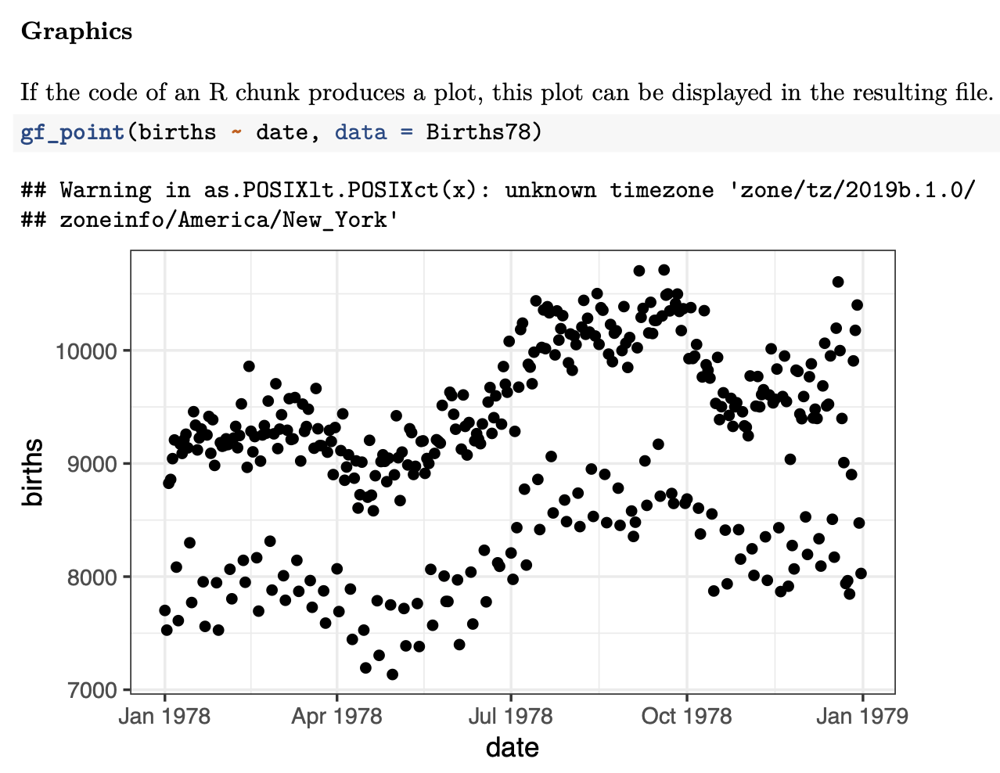 Graphics
If the code of an R chunk produces a plot, this plot can be displayed in the resulting file.
gf_point(births ~ date, data = Births78)
## Warning in as.POSIXlt.POSIXct(x): unknown timezone 'zone/tz/2019b.1.0/
## zoneinfo/America/New_York'
10000
9000
8000
7000
births
Jan 1978 Apr 1978 Jul 1978 Oct 1978 Jan 1979
date